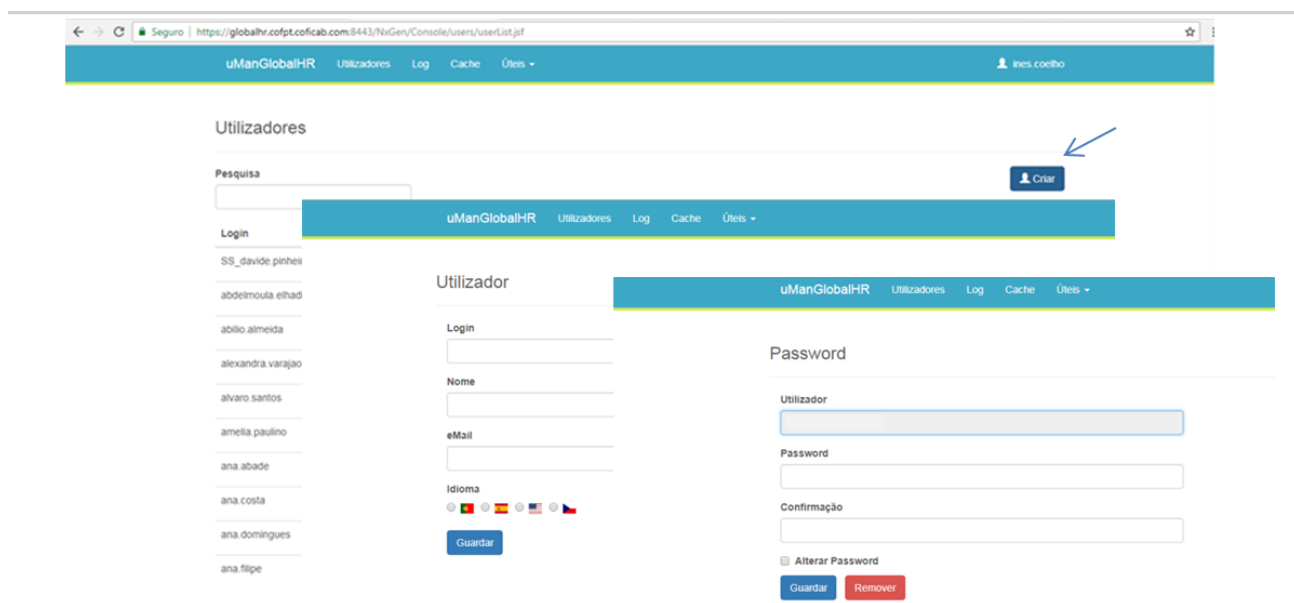 Seguro | https://globalhr.cofpt.coficab.com:8443/NxGen/Console/users/userList.jsf
uManGlobalHR Utilizadores Log Cache Úteis ines.coelho
Utilizadores
Pesquisa
Criar
Login
SS_davide.pinhei
abdelmoula.elhad
abilio.almeida
alexandra.varajao
alvaro.santos
amelia.paulino
ana.abade
ana.costa
ana.domingues
ana.filipe
uManGlobalHR Utilizadores Log Cache Úteis
Utilizador
Login
Nome
eMail
Idioma
Guardar
uManGlobalHR Utilizadores Log Cache Úteis
Password
Utilizador
Password
Confirmação
Alterar Password
Guardar Remover